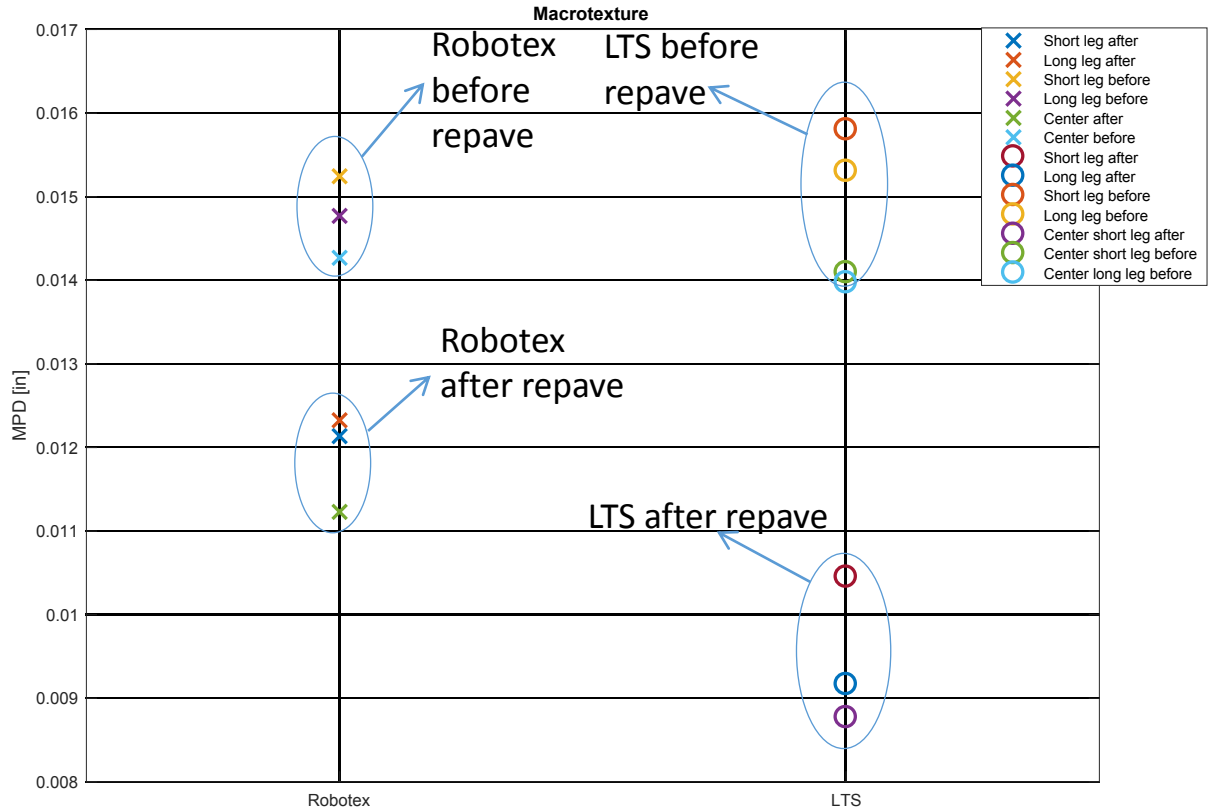 Macrotexture
0.017
0.016
0.015
0.014
0.013
0.012
0.011
0.01
0.009
0.008
MPD [in]
Robotex
before
repave
LTS before
repave
Robotex
after repave
LTS after repave
Robotex
LTS
Short leg after
Long leg after
Short leg before
Long leg before
Center after
Center before
Short leg after
Long leg after
Short leg before
Long leg before
Center short leg after
Center short leg before
Center long leg before